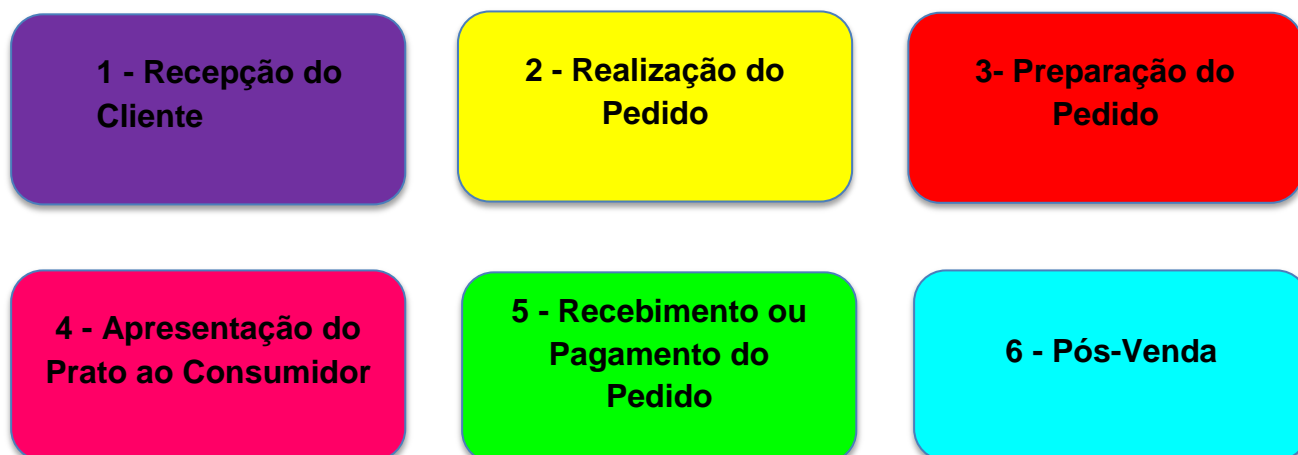 1 - Recepção do
Cliente
2 - Realização do
Pedido
3- Preparação do
Pedido
4 - Apresentação do
Prato ao Consumidor
5 - Recebimento ou
Pagamento do
Pedido
6 - Pós-Venda